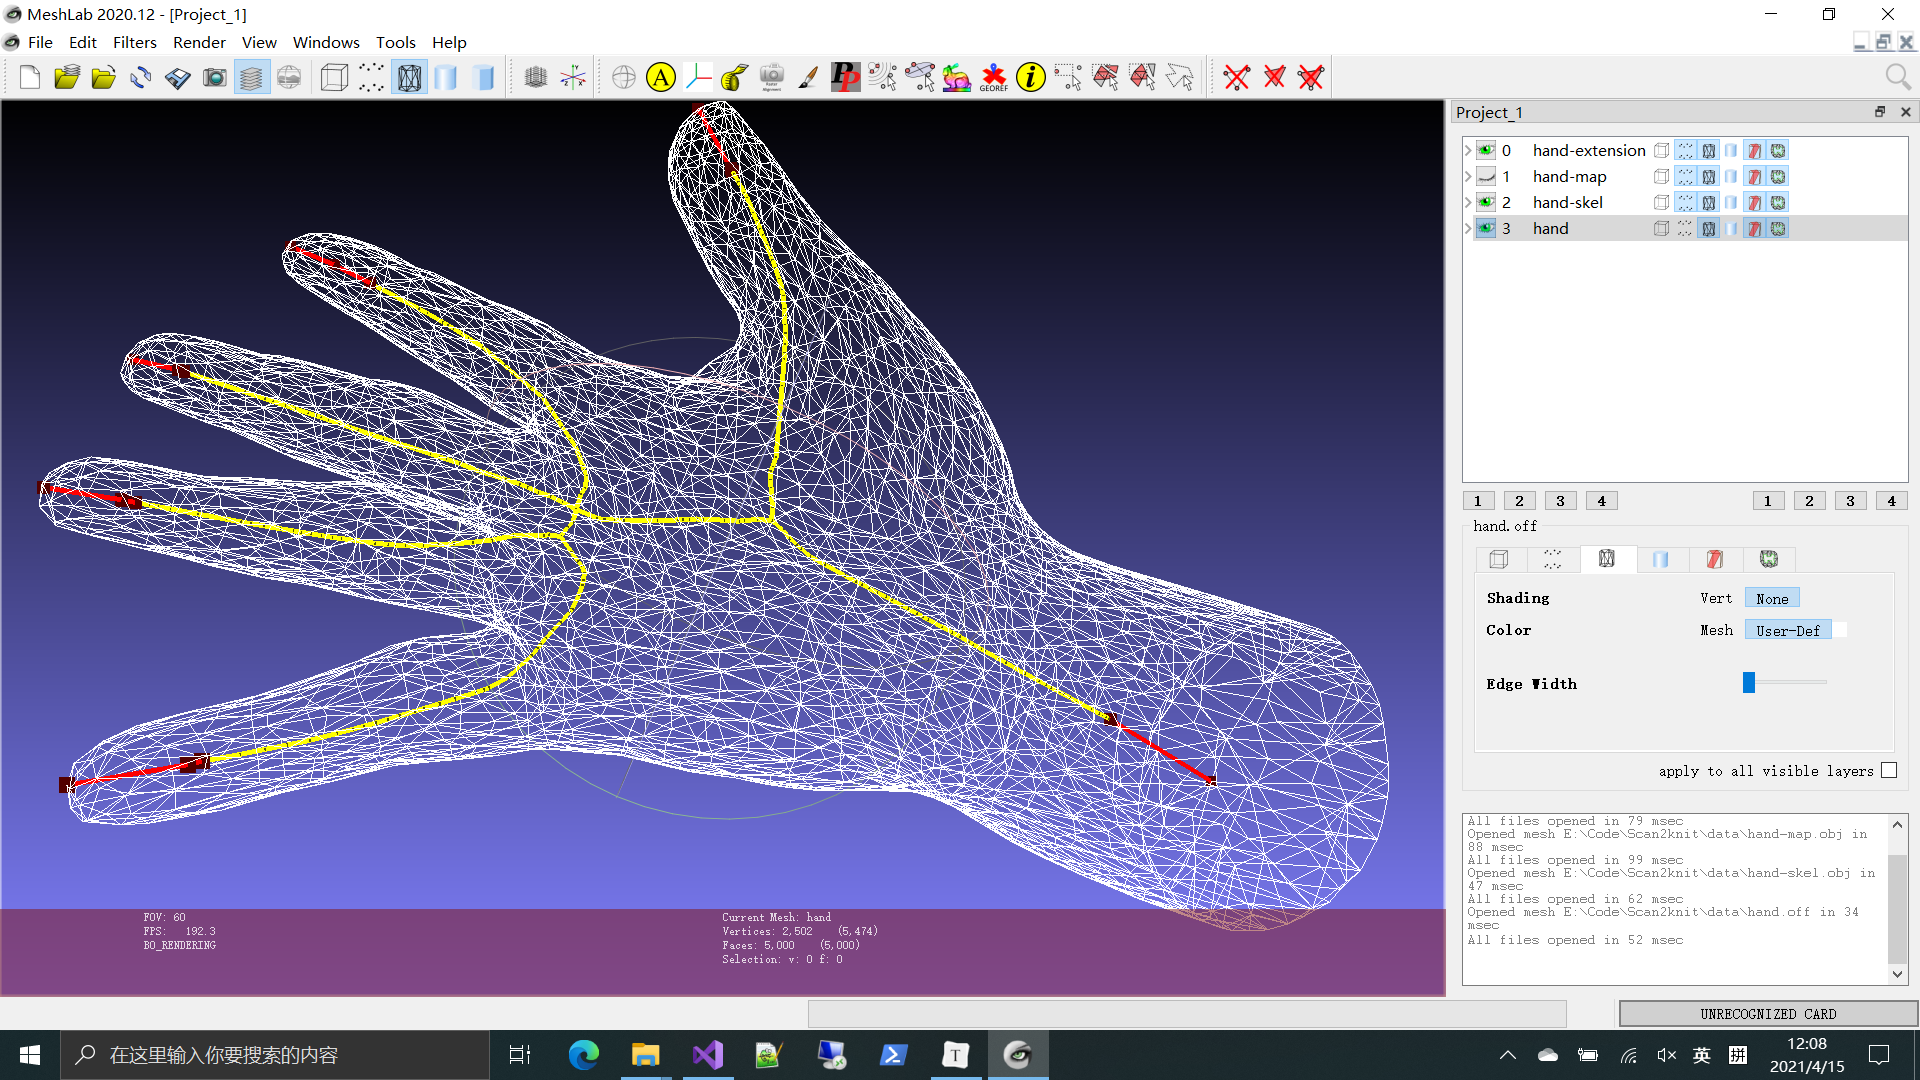 MeshLab 2020.12 - [Project_1]
File Edit Filters Render View Windows Tools Help
A
PP
GEOREF
i
Project_1
0 hand-extension
1 hand-map
2 hand-skel
3 hand
1 2 3 4 1 2 3 4
hand.off
Shading Vert None
Color Mesh User-Def
Edge Width
apply to all visible layers
All files opened in 79 msec
Opened mesh E:\Code\Scan2knit\data\hand-map.obj in
88 msec
All files opened in 99 msec
Opened mesh E:\Code\Scan2knit\data\hand-skel.obj in
47 msec
All files opened in 62 msec
Opened mesh E:\Code\Scan2knit\data\hand.off in 34
msec
All files opened in 52 msec
FOV: 60
FPS: 192.3
BO_RENDERING
Current Mesh: hand
Vertices: 2,502 (5,474)
Faces: 5,000 (5,000)
Selection: v: 0 f: 0
UNRECOGNIZED CARD
在这里输入你要搜索的内容
T
英
拼
12:08
2021/4/15